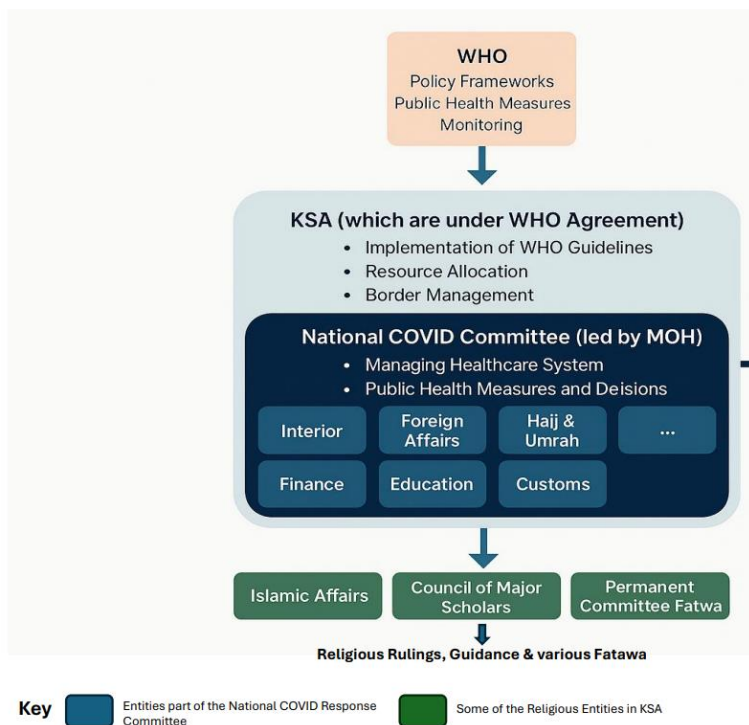 WHO
Policy Frameworks
Public Health Measures
Monitoring
KSA (which are under WHO Agreement)
• Implementation of WHO Guidelines
• Resource Allocation
• Border Management
National COVID Committee (led by MOH)
• Managing Healthcare System
• Public Health Measures and Deisions
Interior
Foreign
Affairs
Hajj &
Umrah
...
Finance
Education
Customs
Islamic Affairs
Council of Major
Scholars
Permanent
Committee Fatwa
Religious Rulings, Guidance & various Fatawa
Key
Entities part of the National COVID Response
Committee
Some of the Religious Entities in KSA